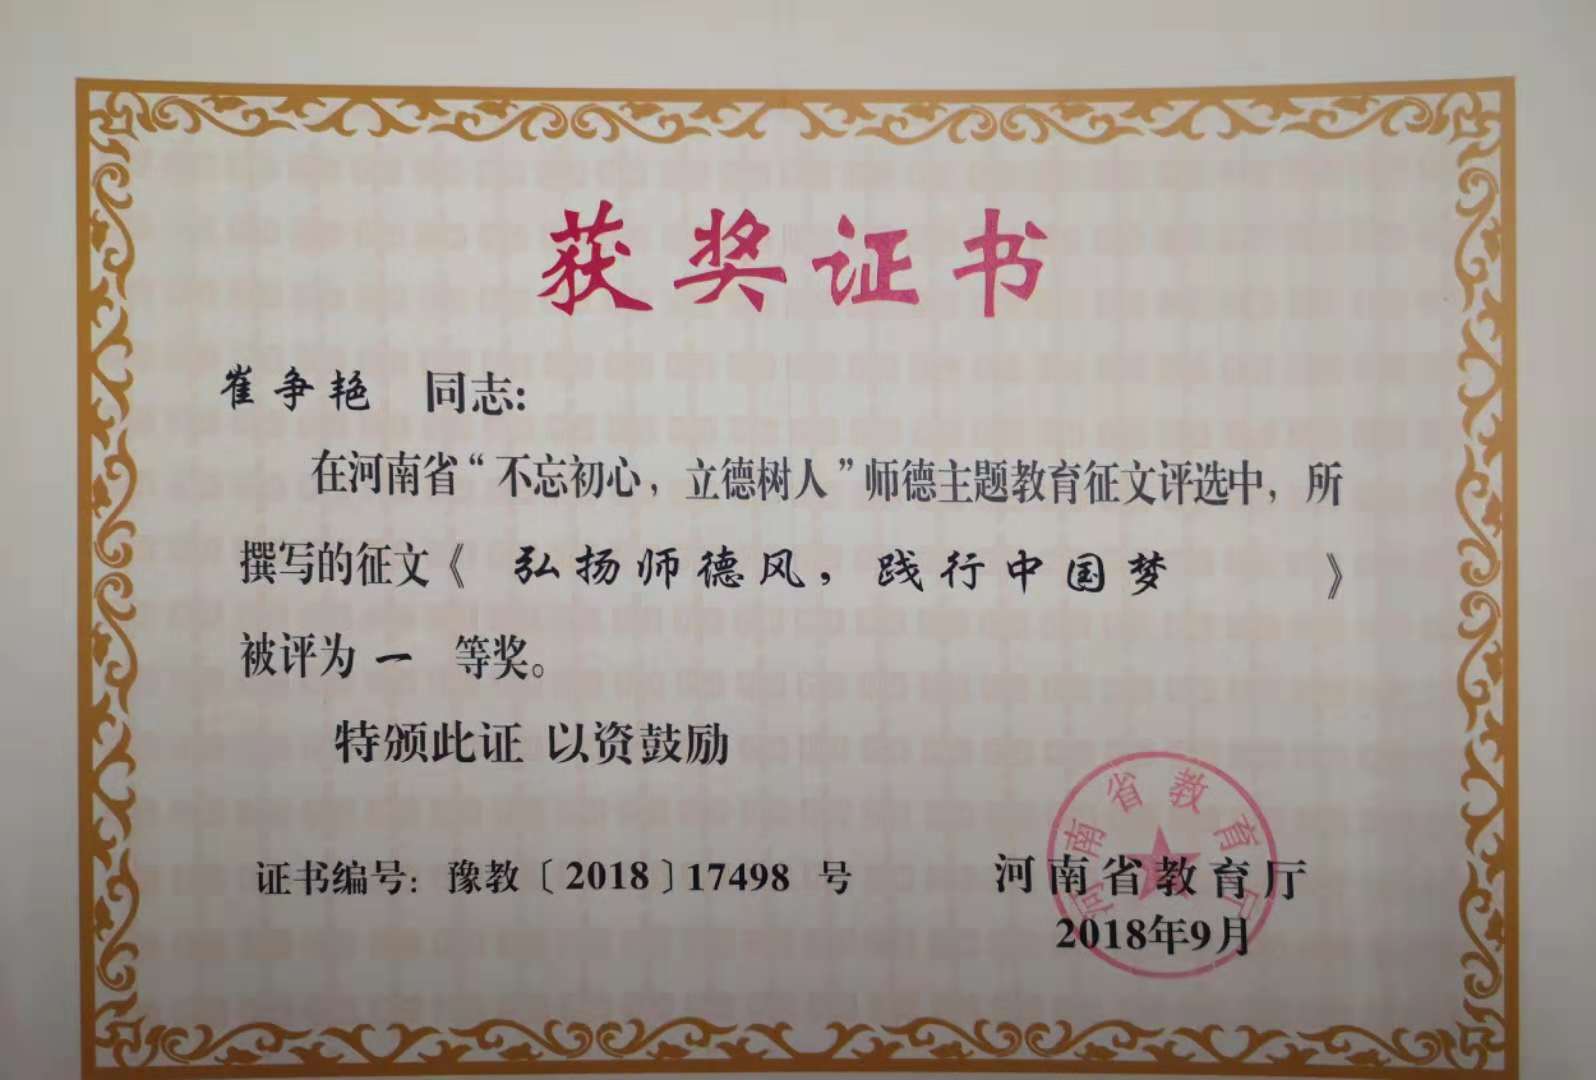 获奖证书
崔争艳 同志:
在河南省“不忘初心，立德树人”师德主题教育征文评选中，所
撰写的征文《 弘扬师德风，践行中国梦 》
被评为 一 等奖。
特颁此证 以资鼓励
证书编号：豫教〔2018〕17498 号
河南省教育厅
2018年9月
河南省教育厅